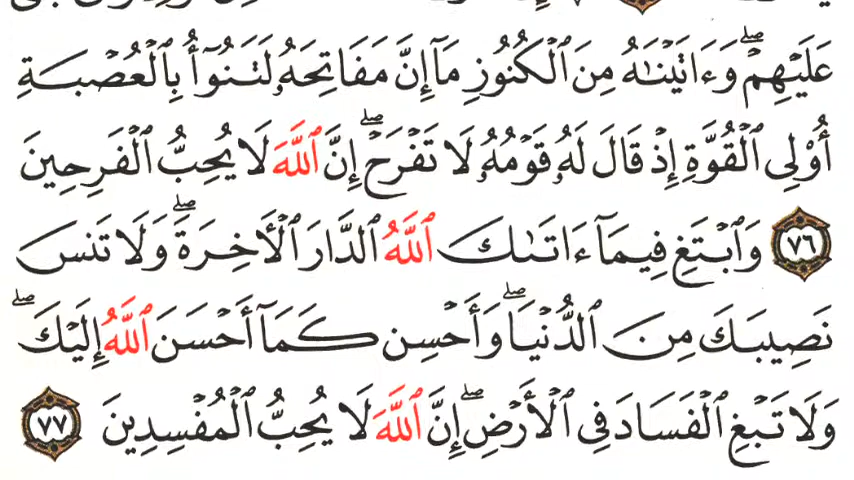 عَلَيْهِمْ ۖ وَءَاتَيْنَـٰهُ مِنَ ٱلْكُنُوزِ مَآ إِنَّ مَفَاتِحَهُۥ لَتَنُوٓأُ بِٱلْعُصْبَةِ
أُو۟لِى ٱلْقُوَّةِ إِذْ قَالَ لَهُۥ قَوْمُهُۥ لَا تَفْرَحْ ۖ إِنَّ ٱللَّهَ لَا يُحِبُّ ٱلْفَرِحِينَ
٧٦ وَٱبْتَغِ فِيمَآ ءَاتَىٰكَ ٱللَّهُ ٱلدَّارَ ٱلْـَٔاخِرَةَ ۖ وَلَا تَنسَ
نَصِيبَكَ مِنَ ٱلدُّنْيَا ۖ وَأَحْسِن كَمَآ أَحْسَنَ ٱللَّهُ إِلَيْكَ ۖ
وَلَا تَبْغِ ٱلْفَسَادَ فِى ٱلْأَرْضِ ۖ إِنَّ ٱللَّهَ لَا يُحِبُّ ٱلْمُفْسِدِينَ ٧٧